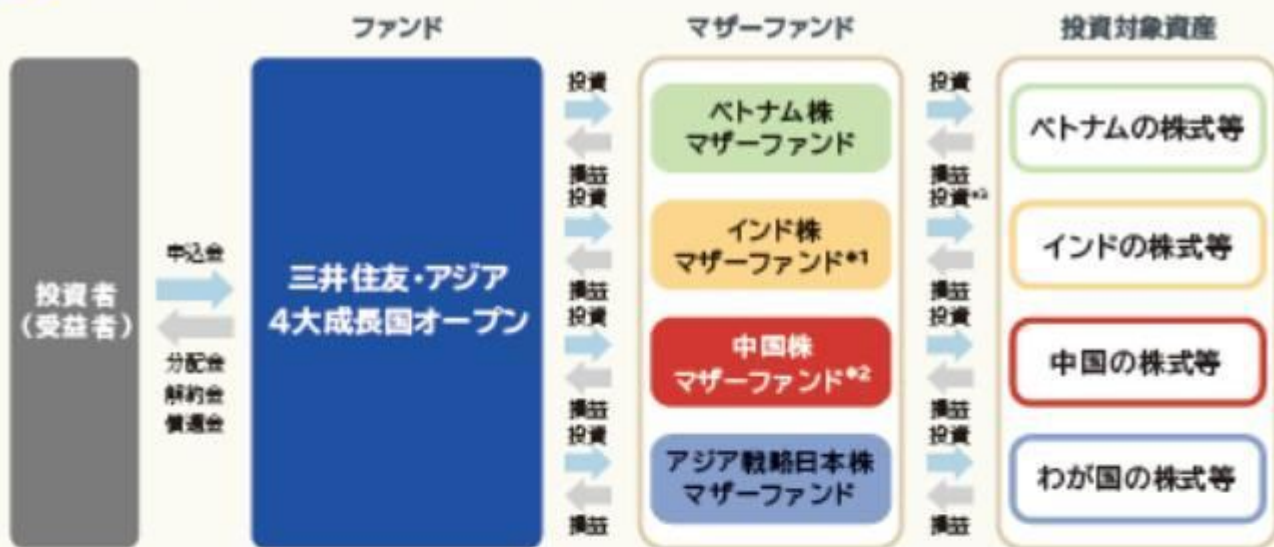 ファンド
マザーファンド
投資対象資産
投資者
(受益者)
申込金
分配金
解約金
償還金
三井住友・アジア
4大成長国オープン
投資
損益
ベトナム株
マザーファンド
投資
損益
ベトナムの株式等
投資
損益
インド株
マザーファンド*1
投資*3
損益
インドの株式等
投資
損益
中国株
マザーファンド*2
投資
損益
中国の株式等
投資
損益
アジア戦略日本株
マザーファンド
投資
損益
わが国の株式等